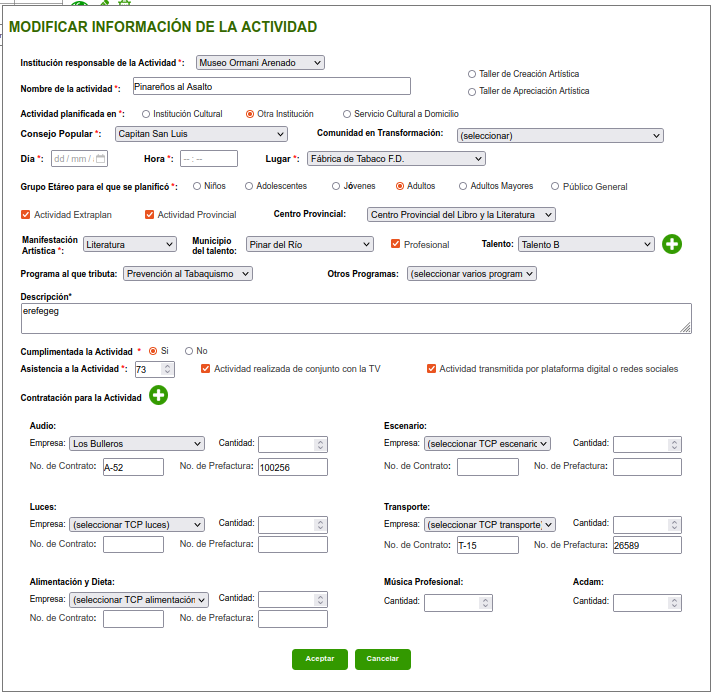 MODIFICAR INFORMACIÓN DE LA ACTIVIDAD
Institución responsable de la Actividad *: Museo Ormani Arenado
Taller de Creación Artística
Nombre de la actividad *: Pinareños al Asalto
Taller de Apreciación Artística
Actividad planificada en *: Institución Cultural Otra Institución Servicio Cultural a Domicilio
Consejo Popular *: Capitan San Luis Comunidad en Transformación: (seleccionar)
Día *: dd / mm / Hora *: -- : -- Lugar *: Fábrica de Tabaco F.D.
Grupo Etáreo para el que se planificó *: Niños Adolescentes Jóvenes Adultos Adultos Mayores Público General
Actividad Extraplan Actividad Provincial Centro Provincial: Centro Provincial del Libro y la Literatura
Manifestación Artística *: Literatura Municipio del talento: Pinar del Río Profesional Talento: Talento B
Programa al que tributa: Prevención al Tabaquismo Otros Programas: (seleccionar varios program
Descripción*
erefegeg
Cumplimentada la Actividad * Si No
Asistencia a la Actividad *: 73 Actividad realizada de conjunto con la TV Actividad transmitida por plataforma digital o redes sociales
Contratación para la Actividad
Audio:
Empresa: Los Bulleros Cantidad:
No. de Contrato: A-52 No. de Prefactura: 100256
Escenario:
Empresa: (seleccionar TCP escenario Cantidad:
No. de Contrato: No. de Prefactura:
Luces:
Empresa: (seleccionar TCP luces) Cantidad:
No. de Contrato: No. de Prefactura:
Transporte:
Empresa: (seleccionar TCP transporte) Cantidad:
No. de Contrato: T-15 No. de Prefactura: 26589
Alimentación y Dieta:
Empresa: (seleccionar TCP alimentación Cantidad:
No. de Contrato: No. de Prefactura:
Música Profesional:
Cantidad:
Acdam:
Cantidad:
Aceptar Cancelar